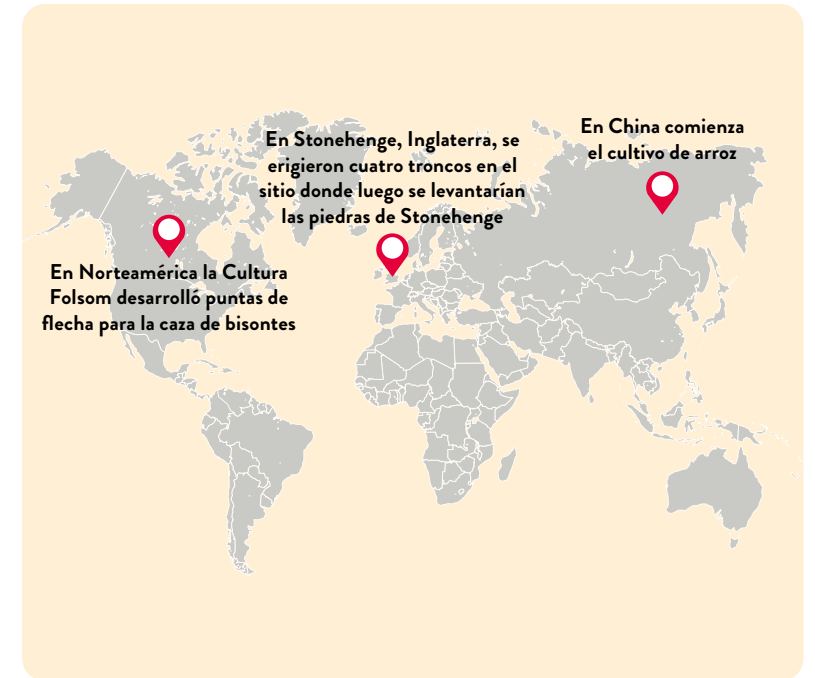 En Stonehenge, Inglaterra, se
erigieron cuatro troncos en el
sitio donde luego se levantarían
las piedras de Stonehenge
En China comienza
el cultivo de arroz
En Norteamérica la Cultura
Folsom desarrolló puntas de
flecha para la caza de bisontes